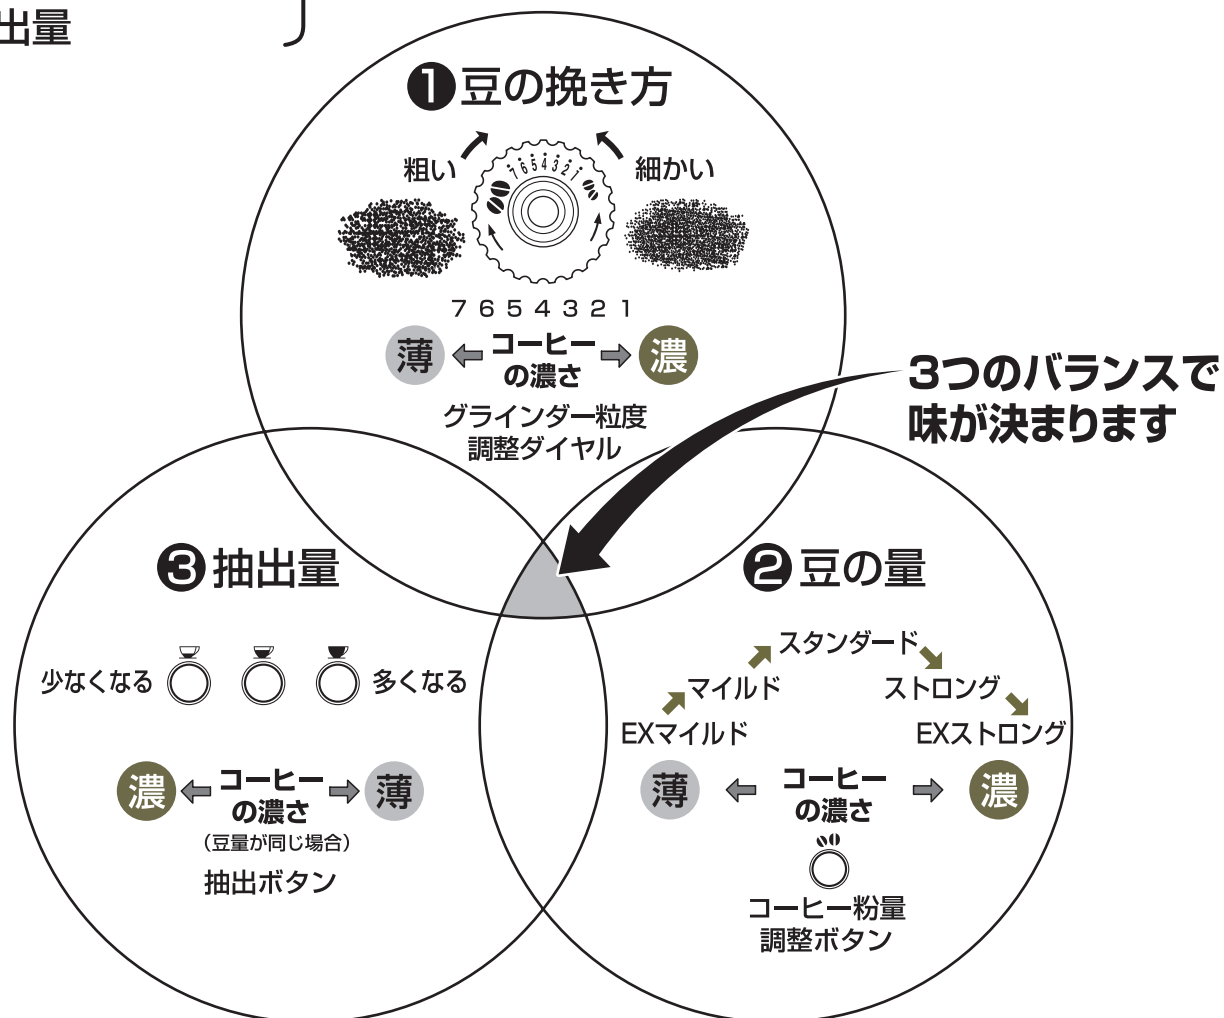 出量
❶豆の挽き方
粗い
細かい
7 6 5 4 3 2 1
7 6 5 4 3 2 1
薄
コーヒー
の濃さ
濃
グラインダー粒度
調整ダイヤル
3つのバランスで
味が決まります
❸抽出量
少なくなる
多くなる
濃
コーヒー
の濃さ
薄
（豆量が同じ場合）
抽出ボタン
❷豆の量
スタンダード
マイルド
ストロング
EXマイルド
EXストロング
薄
コーヒー
の濃さ
濃
コーヒー粉量
調整ボタン